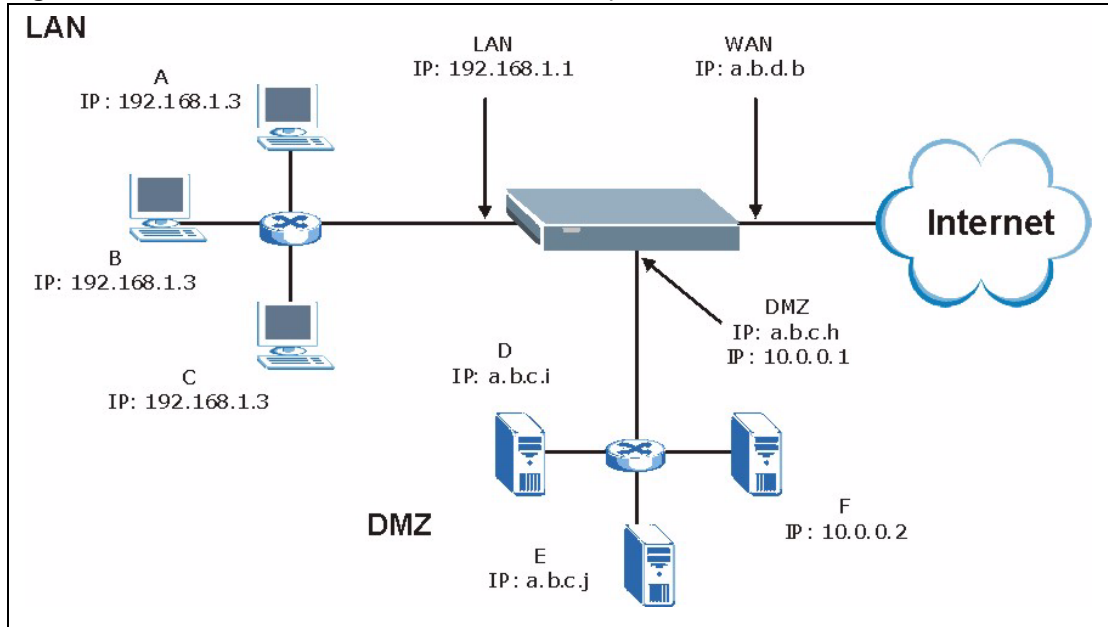 LAN
A
IP: 192.168.1.3
B
IP: 192.168.1.3
C
IP: 192.168.1.3
LAN
IP: 192.168.1.1
WAN
IP: a.b.d.b
Internet
DMZ
IP: a.b.c.h
IP: 10.0.0.1
D
IP: a.b.c.i
DMZ
E
IP: a.b.c.j
F
IP: 10.0.0.2